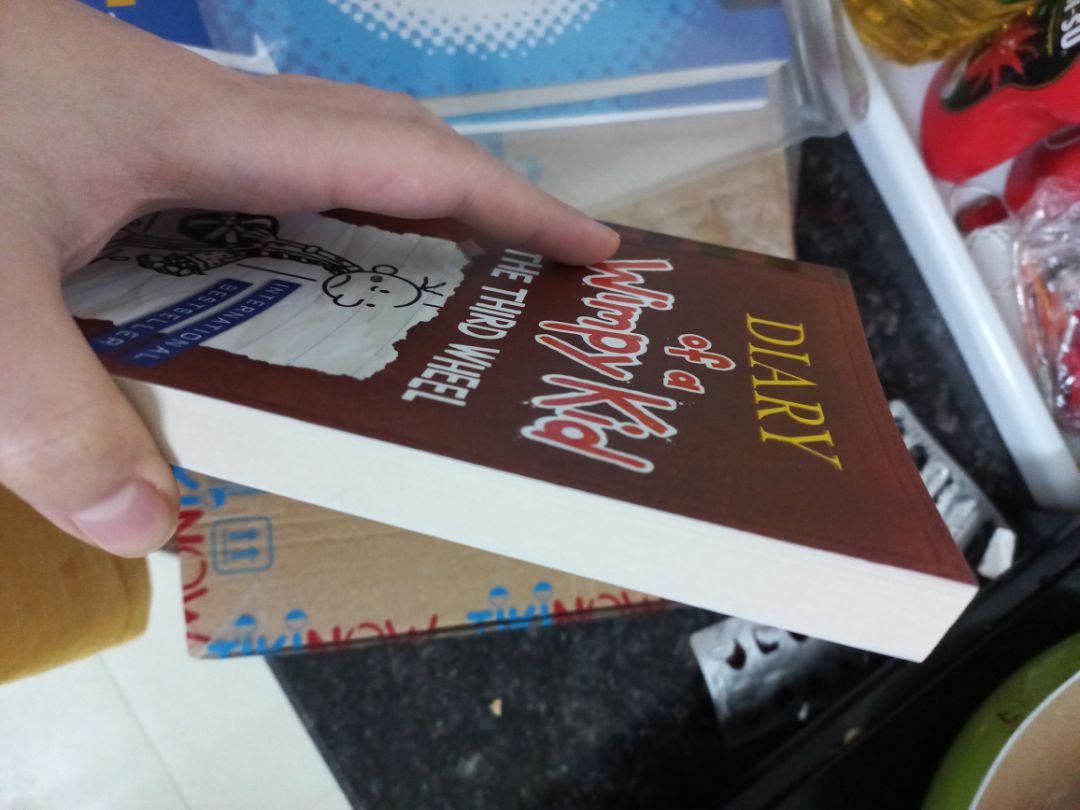 DIARY
of a
Wimpy Kid
THE THIRD WHEEL
INTERNATIONAL
BESTSELLER
TiKiNOW
TiKiNOW